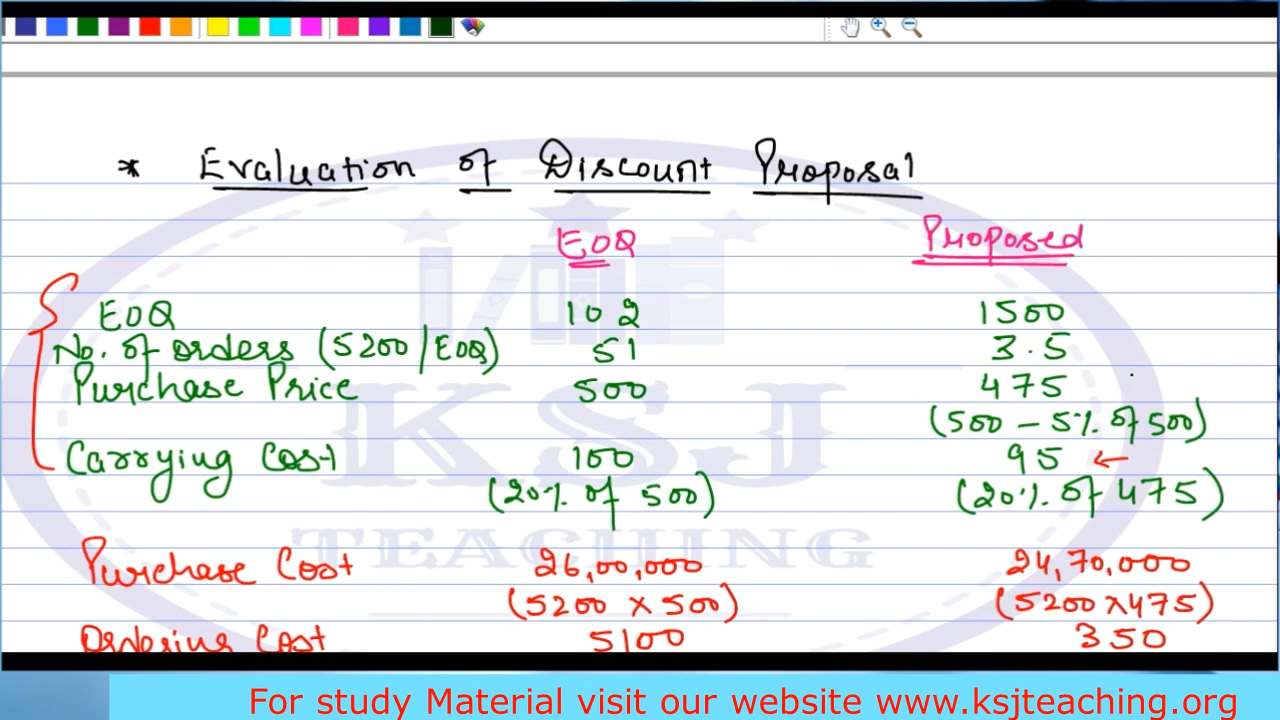 * Evaluation of Discount Proposal
EOQ Proposed
EOQ 102 1500
No. of orders (5200/EOQ) 51 3.5
Purchase Price 500 475
(500 - 5% of 500)
Carrying Cost 100 95 ←
(20% of 500) (20% of 475)
Purchase Cost 26,00,000 24,70,000
(5200 x 500) (5200 x 475)
Ordering Cost 5100 350
KSJ
TEACHING
For study Material visit our website www.ksjteaching.org